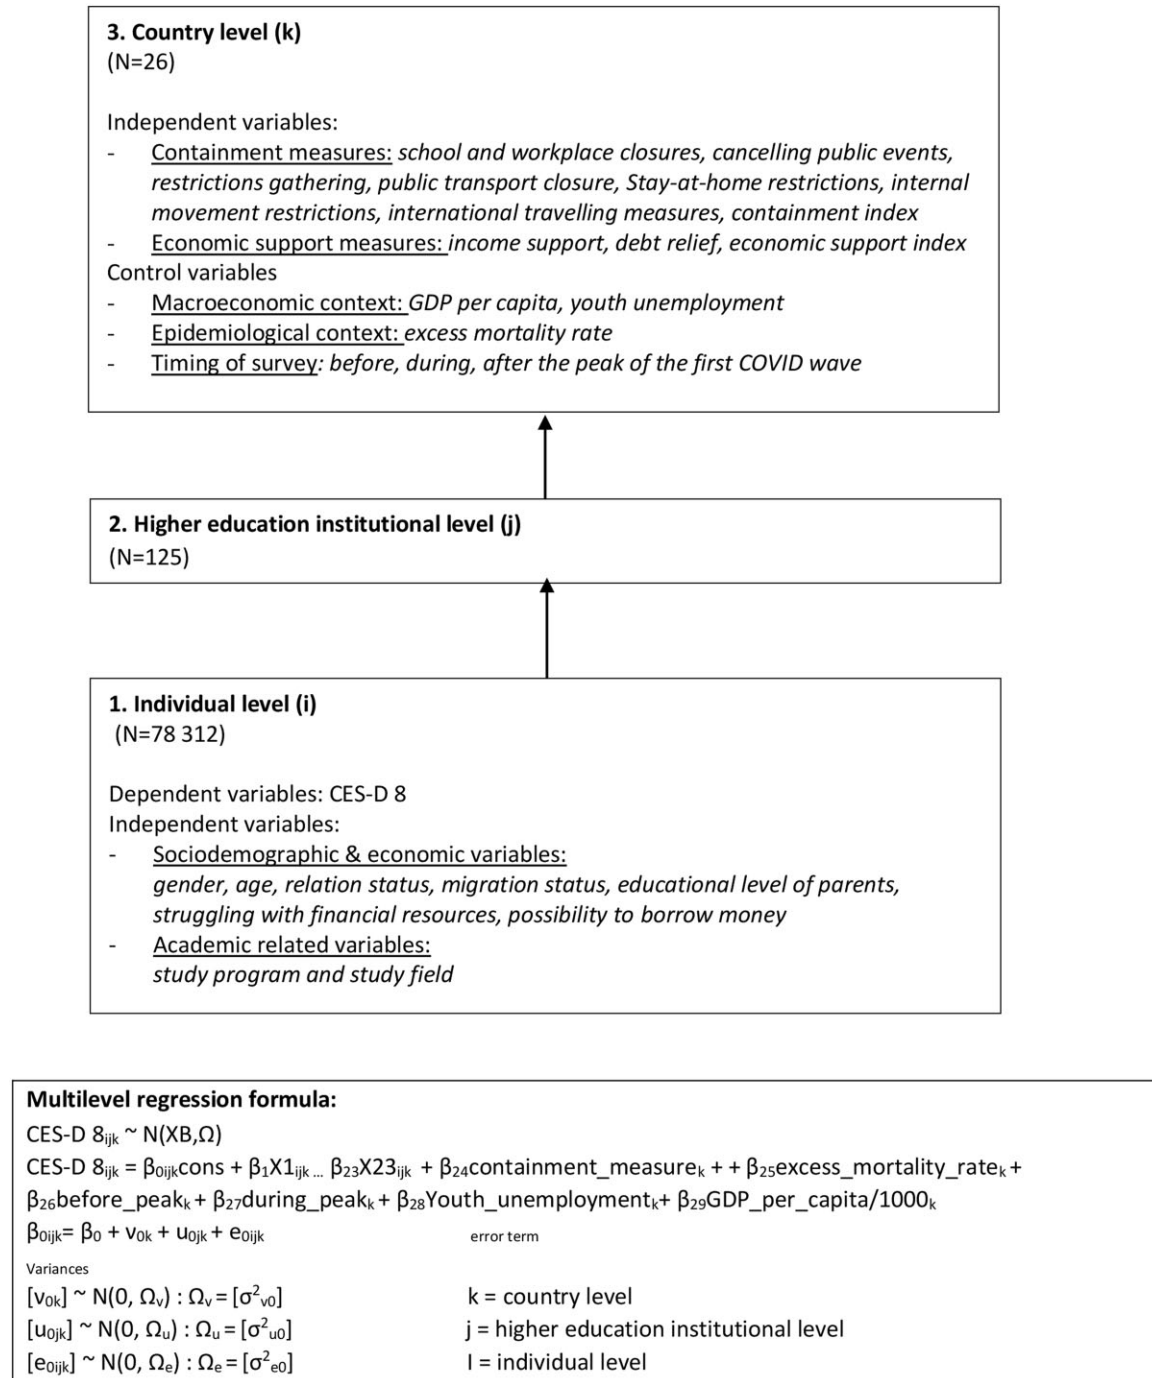 3. Country level (k)
(N=26)
Independent variables:
- Containment measures: school and workplace closures, cancelling public events,
restrictions gathering, public transport closure, Stay-at-home restrictions, internal
movement restrictions, international travelling measures, containment index
- Economic support measures: income support, debt relief, economic support index
Control variables
- Macroeconomic context: GDP per capita, youth unemployment
- Epidemiological context: excess mortality rate
- Timing of survey: before, during, after the peak of the first COVID wave
2. Higher education institutional level (j)
(N=125)
1. Individual level (i)
(N=78 312)
Dependent variables: CES-D 8
Independent variables:
- Sociodemographic & economic variables:
gender, age, relation status, migration status, educational level of parents,
struggling with financial resources, possibility to borrow money
- Academic related variables:
study program and study field
Multilevel regression formula:
CES-D 8ijk ~ N(XB,Ω)
CES-D 8ijk = β0ijkcons + β1X1ijk ... β23X23ijk + β24containment_measurek + + β25excess_mortality_ratek +
β26before_peakk + β27during_peakk + β28Youth_unemploymentk+ β29GDP_per_capita/1000k
β0ijk= β0 + v0k + u0jk + e0ijk error term
Variances
[v0k] ~ N(0, Ωv) : Ωv = [σ²v0] k = country level
[u0jk] ~ N(0, Ωu) : Ωu = [σ²u0] j = higher education institutional level
[e0ijk] ~ N(0, Ωe) : Ωe = [σ²e0] I = individual level